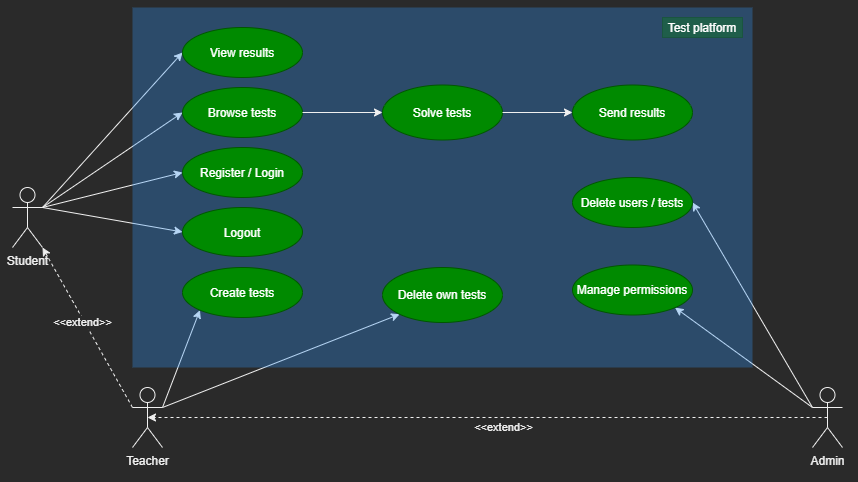 Test platform
View results
Browse tests
Solve tests
Send results
Register / Login
Delete users / tests
Logout
Student
Create tests
Delete own tests
Manage permissions
<<extend>>
<<extend>>
Teacher
Admin